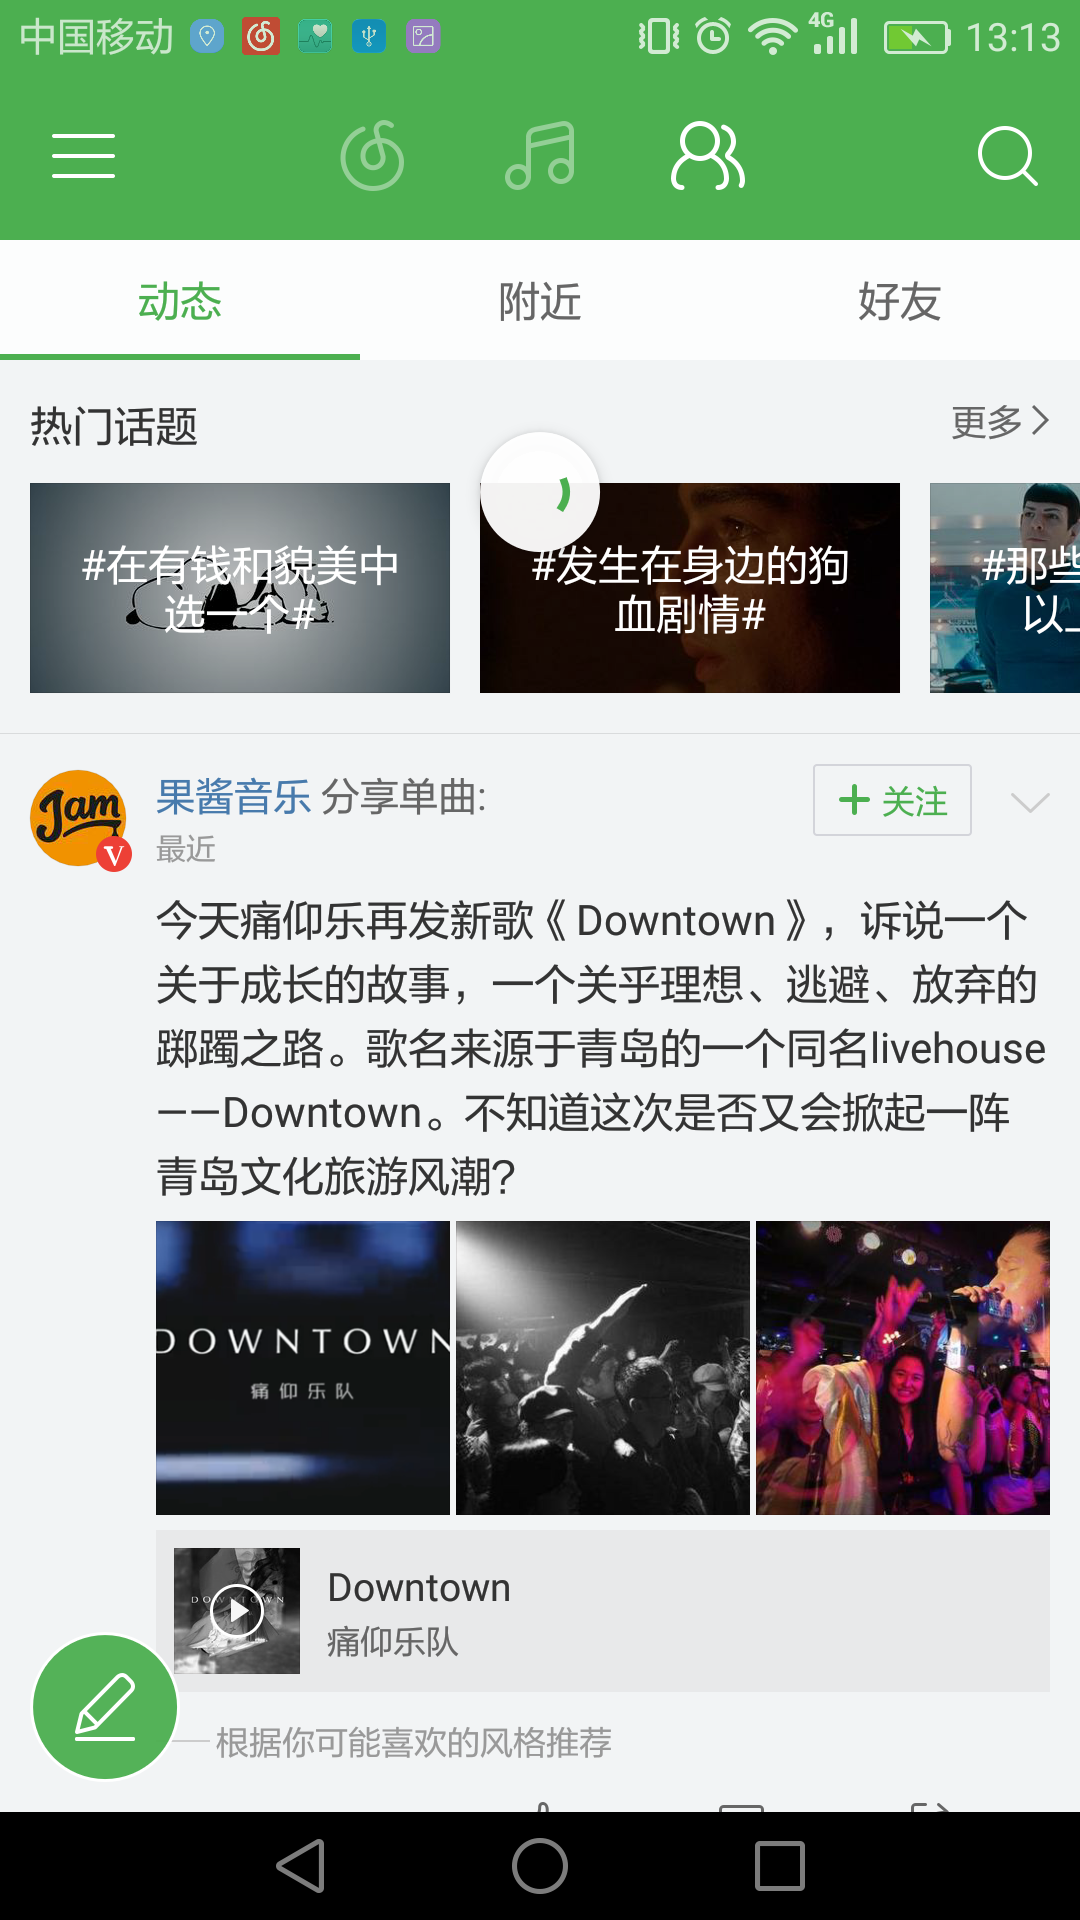 中国移动
4G
13:13
动态
附近
好友
热门话题
更多
#在有钱和貌美中
选一个#
#发生在身边的狗
血剧情#
#那些
以上
Jam
V
果酱音乐 分享单曲:
关注
最近
今天痛仰乐再发新歌《Downtown》，诉说一个
关于成长的故事，一个关乎理想、逃避、放弃的
踯躅之路。歌名来源于青岛的一个同名livehouse
——Downtown。不知道这次是否又会掀起一阵
青岛文化旅游风潮?
DOWNTOWN
痛仰乐队
DOWNTOWN
Downtown
痛仰乐队
根据你可能喜欢的风格推荐